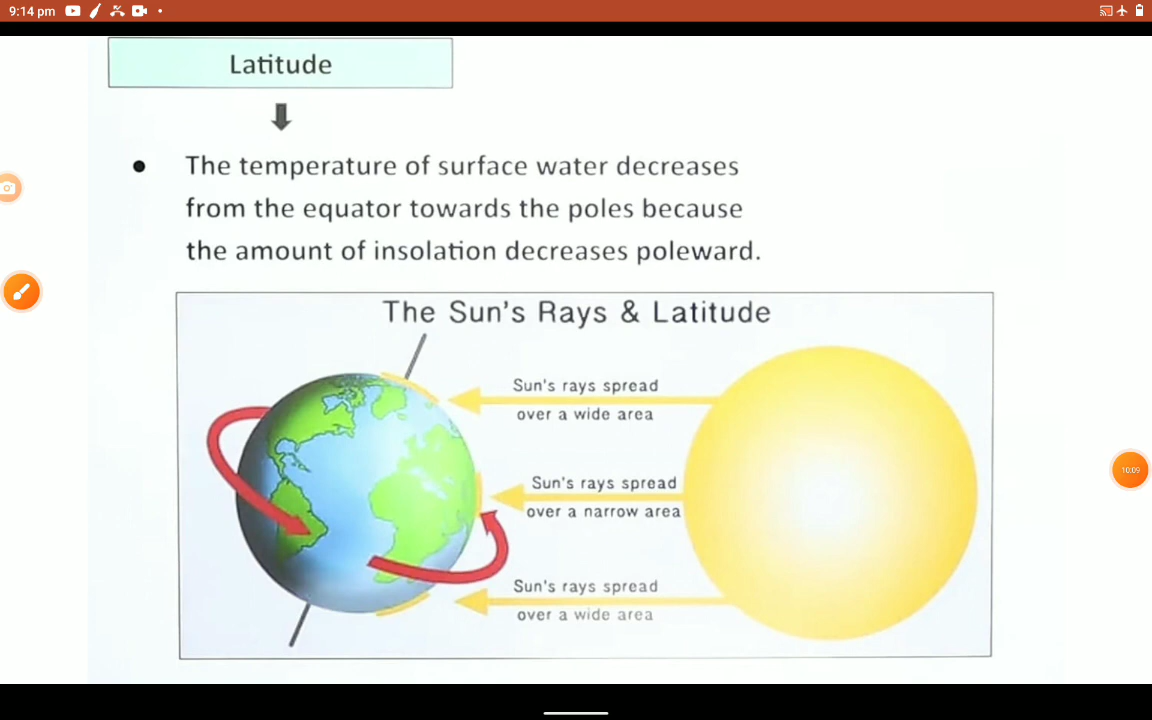 9:14 pm
Latitude
The temperature of surface water decreases
from the equator towards the poles because
the amount of insolation decreases poleward.
The Sun's Rays & Latitude
Sun's rays spread
over a wide area
Sun's rays spread
over a narrow area
Sun's rays spread
over a wide area
10:09